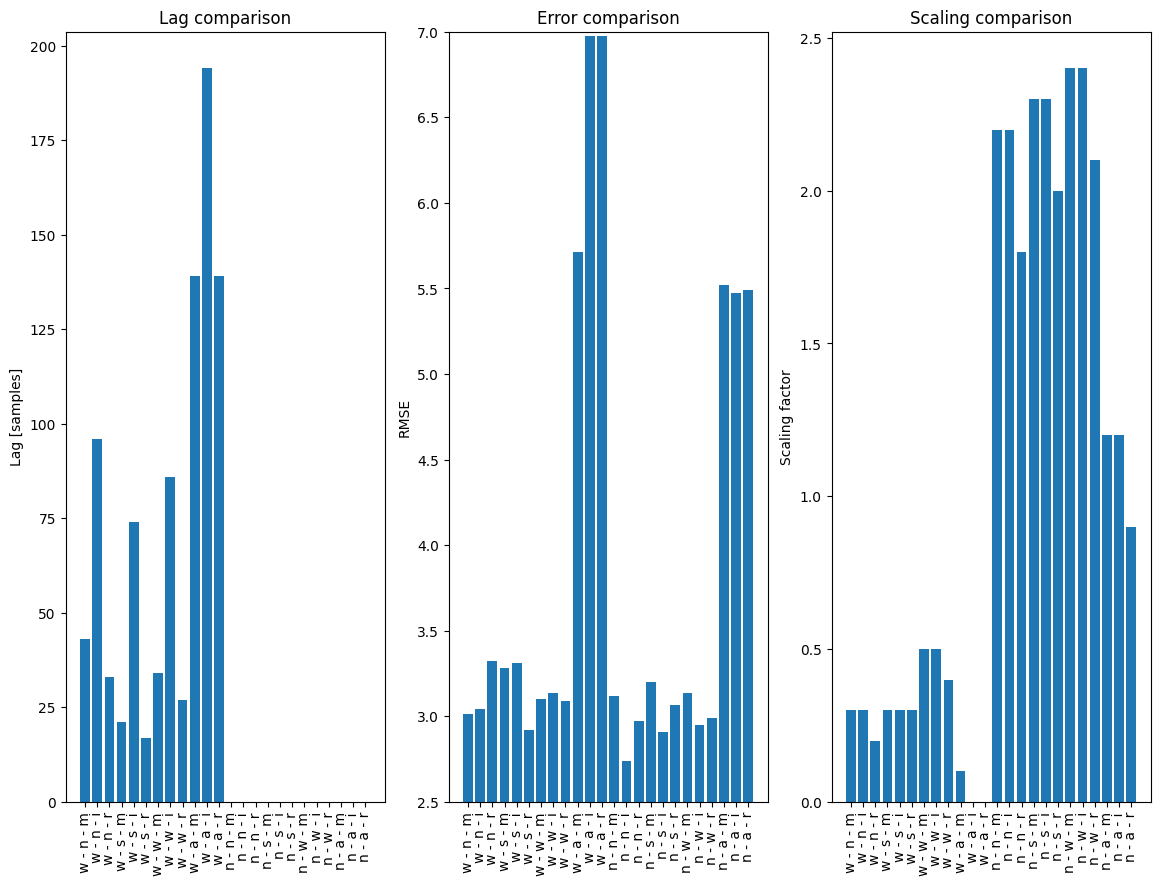 Lag comparison
Error comparison
Scaling comparison
200
175
150
125
100
75
50
25
0
Lag [samples]
w - n - m
w - n - i
w - n - r
w - s - m
w - s - i
w - s - r
w - w - m
w - w - i
w - w - r
w - a - m
w - a - i
w - a - r
n - n - m
n - n - i
n - n - r
n - s - m
n - s - i
n - s - r
n - w - m
n - w - i
n - w - r
n - a - m
n - a - i
n - a - r
7.0
6.5
6.0
5.5
5.0
4.5
4.0
3.5
3.0
2.5
RMSE
w - n - m
w - n - i
w - n - r
w - s - m
w - s - i
w - s - r
w - w - m
w - w - i
w - w - r
w - a - m
w - a - i
w - a - r
n - n - m
n - n - i
n - n - r
n - s - m
n - s - i
n - s - r
n - w - m
n - w - i
n - w - r
n - a - m
n - a - i
n - a - r
2.5
2.0
1.5
1.0
0.5
0.0
Scaling factor
w - n - m
w - n - i
w - n - r
w - s - m
w - s - i
w - s - r
w - w - m
w - w - i
w - w - r
w - a - m
w - a - i
w - a - r
n - n - m
n - n - i
n - n - r
n - s - m
n - s - i
n - s - r
n - w - m
n - w - i
n - w - r
n - a - m
n - a - i
n - a - r